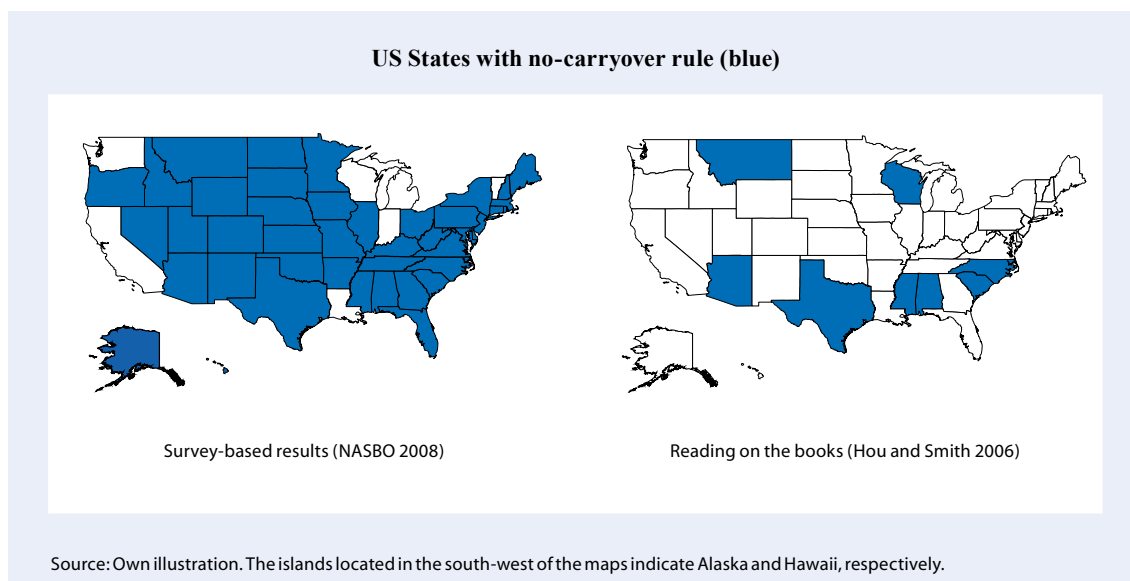 US States with no-carryover rule (blue)
Survey-based results (NASBO 2008)
Reading on the books (Hou and Smith 2006)
Source: Own illustration. The islands located in the south-west of the maps indicate Alaska and Hawaii, respectively.